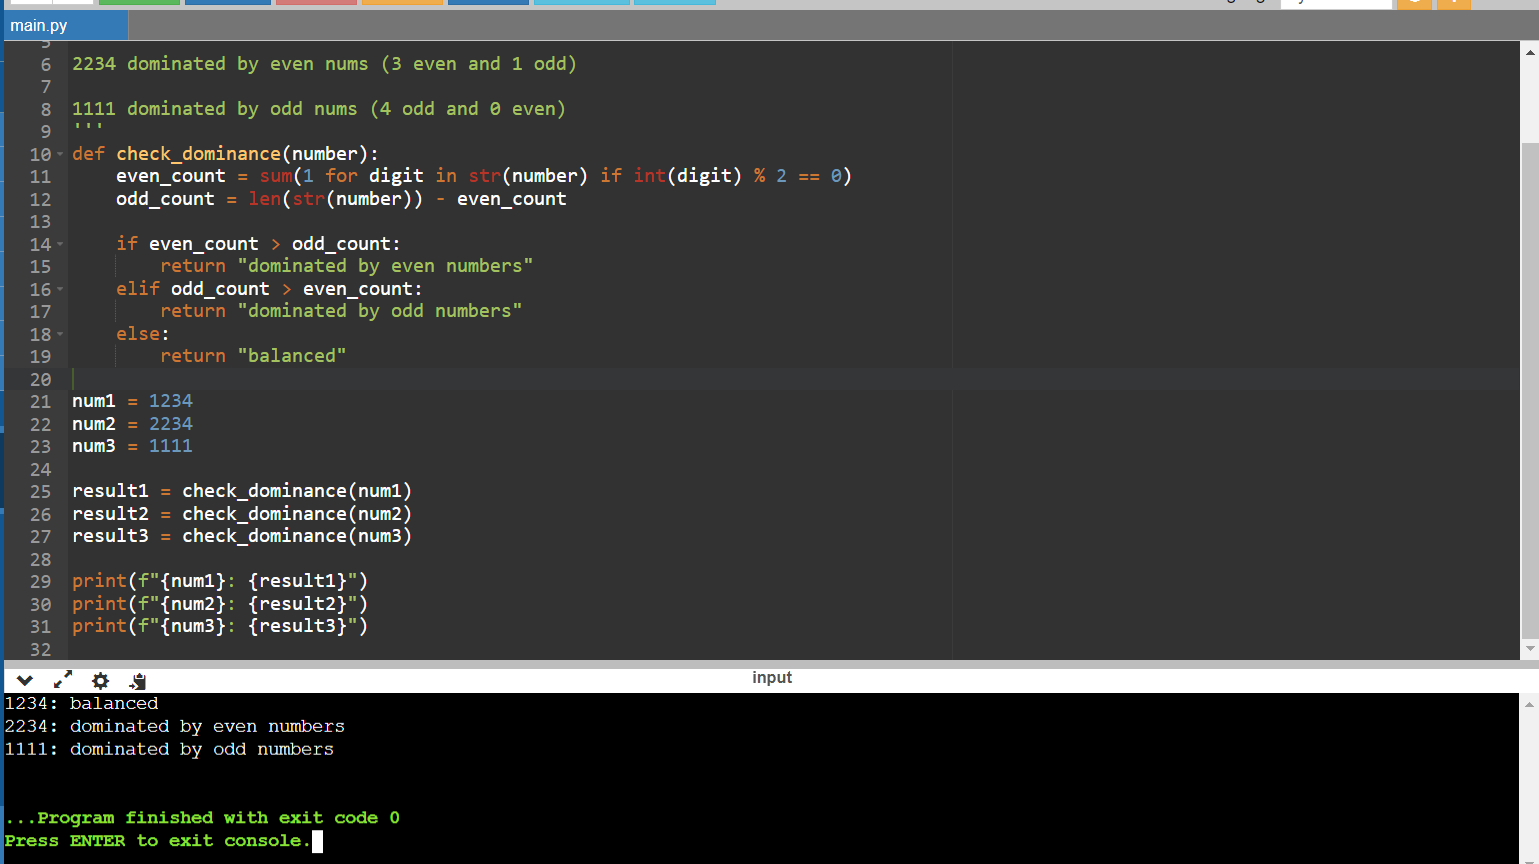 main.py
5
6 2234 dominated by even nums (3 even and 1 odd)
7
8 1111 dominated by odd nums (4 odd and 0 even)
9 '''
10 def check_dominance(number):
11     even_count = sum(1 for digit in str(number) if int(digit) % 2 == 0)
12     odd_count = len(str(number)) - even_count
13
14     if even_count > odd_count:
15         return "dominated by even numbers"
16     elif odd_count > even_count:
17         return "dominated by odd numbers"
18     else:
19         return "balanced"
20
21 num1 = 1234
22 num2 = 2234
23 num3 = 1111
24
25 result1 = check_dominance(num1)
26 result2 = check_dominance(num2)
27 result3 = check_dominance(num3)
28
29 print(f"{num1}: {result1}")
30 print(f"{num2}: {result2}")
31 print(f"{num3}: {result3}")
32
input
1234: balanced
2234: dominated by even numbers
1111: dominated by odd numbers
...Program finished with exit code 0
Press ENTER to exit console.